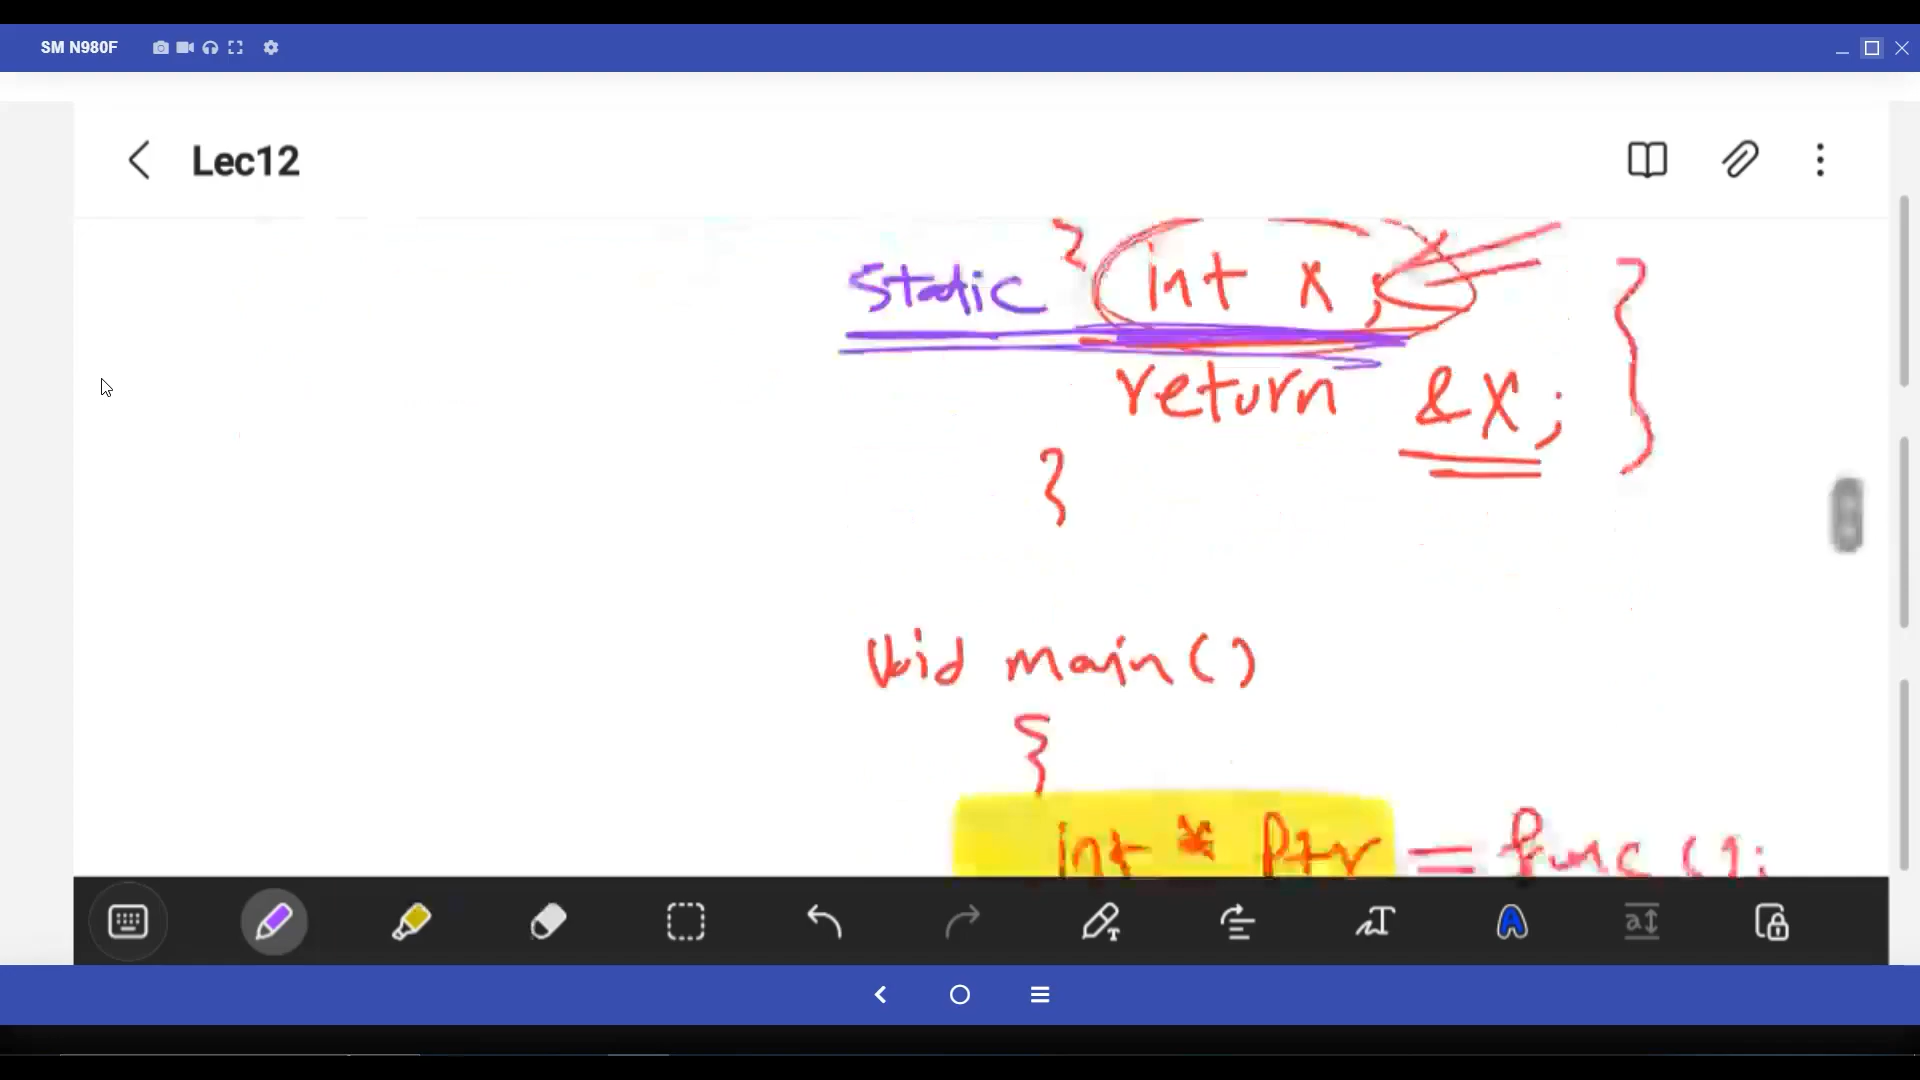 SM N980F
Lec12
}
static int x;
return &x;
}
void main()
{
int * Ptr = func();